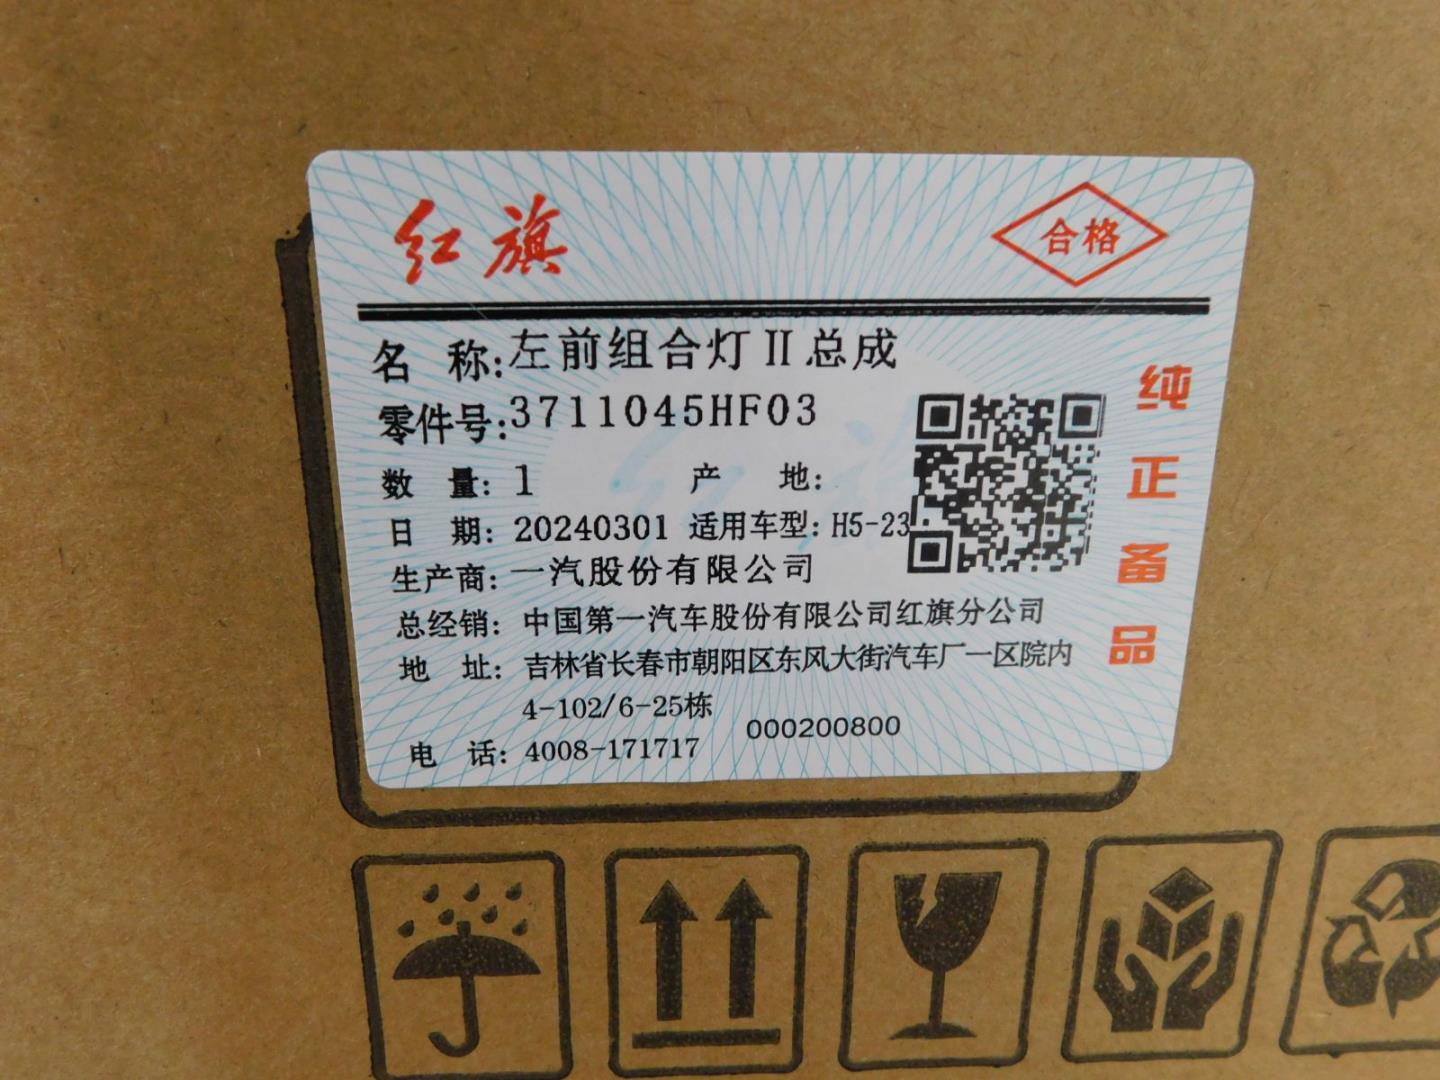 红旗
合格
名 称:左前组合灯Ⅱ总成
零件号:3711045HF03
数 量: 1 产 地:
日 期: 20240301 适用车型: H5-23
生产商: 一汽股份有限公司
总经销: 中国第一汽车股份有限公司红旗分公司
地 址: 吉林省长春市朝阳区东风大街汽车厂一区院内
4-102/6-25栋
电 话: 4008-171717
000200800
纯正备品